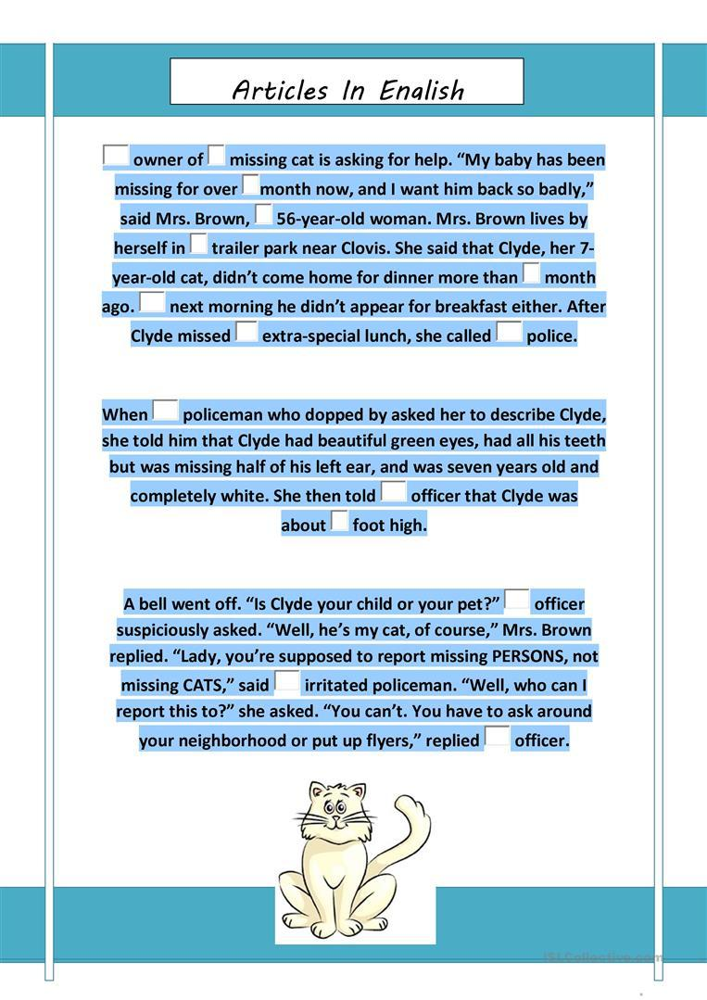 Articles In Enalish
owner of missing cat is asking for help. “My baby has been
missing for over month now, and I want him back so badly,”
said Mrs. Brown, 56-year-old woman. Mrs. Brown lives by
herself in trailer park near Clovis. She said that Clyde, her 7-
year-old cat, didn’t come home for dinner more than month
ago. next morning he didn’t appear for breakfast either. After
Clyde missed extra-special lunch, she called police.
When policeman who dopped by asked her to describe Clyde,
she told him that Clyde had beautiful green eyes, had all his teeth
but was missing half of his left ear, and was seven years old and
completely white. She then told officer that Clyde was
about foot high.
A bell went off. “Is Clyde your child or your pet?” officer
suspiciously asked. “Well, he’s my cat, of course,” Mrs. Brown
replied. “Lady, you’re supposed to report missing PERSONS, not
missing CATS,” said irritated policeman. “Well, who can I
report this to?” she asked. “You can’t. You have to ask around
your neighborhood or put up flyers,” replied officer.
iSLCollective.com